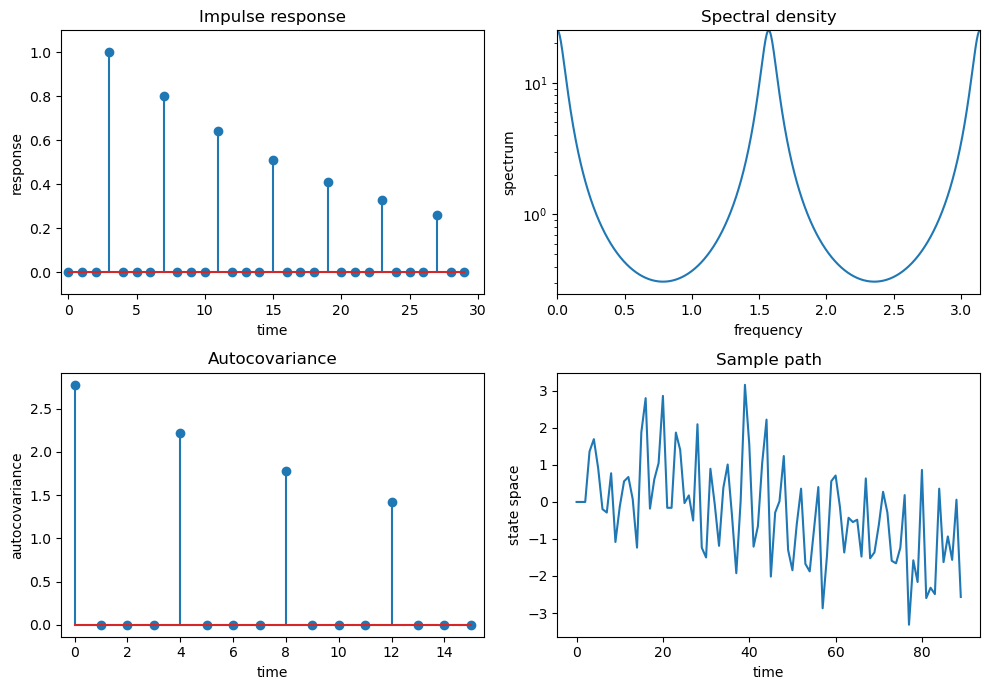 Impulse response
response
1.0
0.8
0.6
0.4
0.2
0.0
0 5 10 15 20 25 30
time
Spectral density
spectrum
10¹
10⁰
0.0 0.5 1.0 1.5 2.0 2.5 3.0
frequency
Autocovariance
autocovariance
2.5
2.0
1.5
1.0
0.5
0.0
0 2 4 6 8 10 12 14
time
Sample path
state space
3
2
1
0
−1
−2
−3
0 20 40 60 80
time